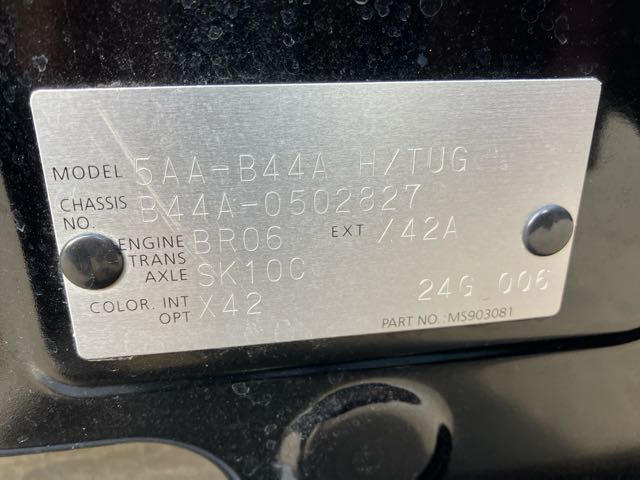 MODEL 5AA-B44A H/TUG
CHASSIS NO. B44A-0502827
ENGINE BR06 EXT /42A
TRANS AXLE SK10C
COLOR. INT OPT X42 24G 006
PART NO.: MS903081